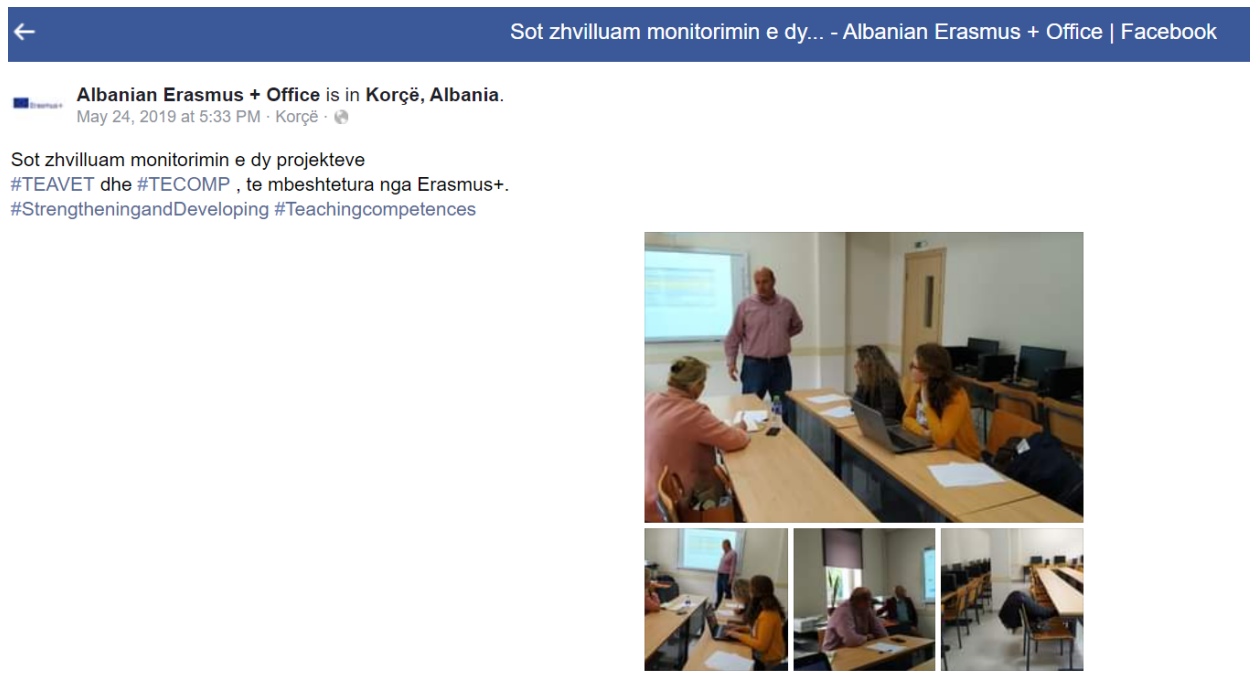 Sot zhvilluam monitorimin e dy... - Albanian Erasmus + Office | Facebook
Albanian Erasmus + Office is in Korçë, Albania.
Erasmus+
May 24, 2019 at 5:33 PM · Korçë ·
Sot zhvilluam monitorimin e dy projekteve
#TEAVET dhe #TECOMP , te mbeshtetura nga Erasmus+.
#StrengtheningandDeveloping #Teachingcompetences